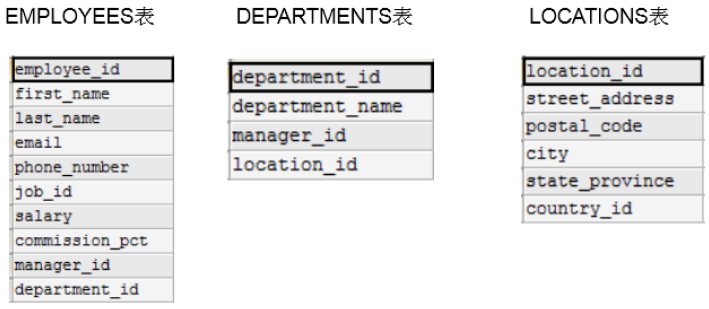 EMPLOYEES表
DEPARTMENTS表
LOCATIONS表
employee_id
first_name
last_name
email
phone_number
job_id
salary
commission_pct
manager_id
department_id
department_id
department_name
manager_id
location_id
location_id
street_address
postal_code
city
state_province
country_id